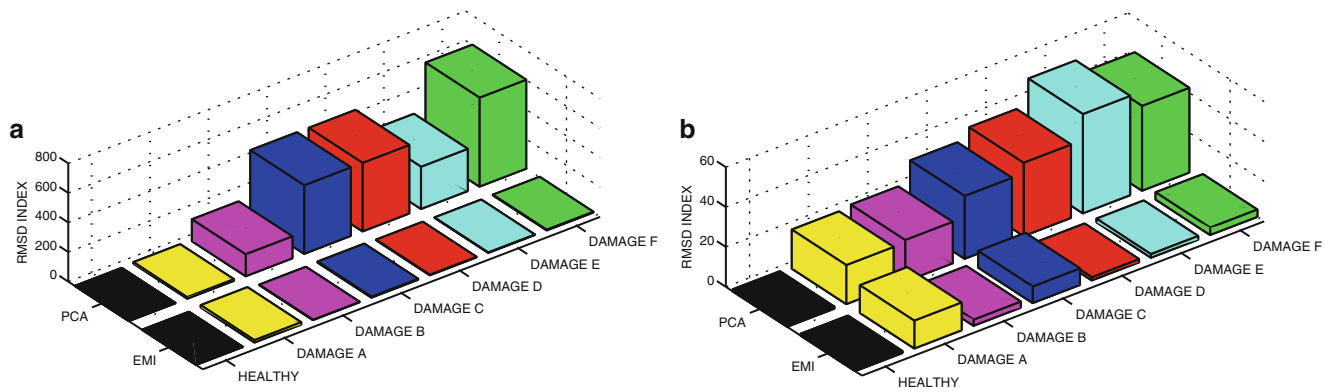 a
RMSD INDEX
800
600
400
200
0
PCA
EMI
HEALTHY
DAMAGE A
DAMAGE B
DAMAGE C
DAMAGE D
DAMAGE E
DAMAGE F
b
RMSD INDEX
60
40
20
0
PCA
EMI
HEALTHY
DAMAGE A
DAMAGE B
DAMAGE C
DAMAGE D
DAMAGE E
DAMAGE F